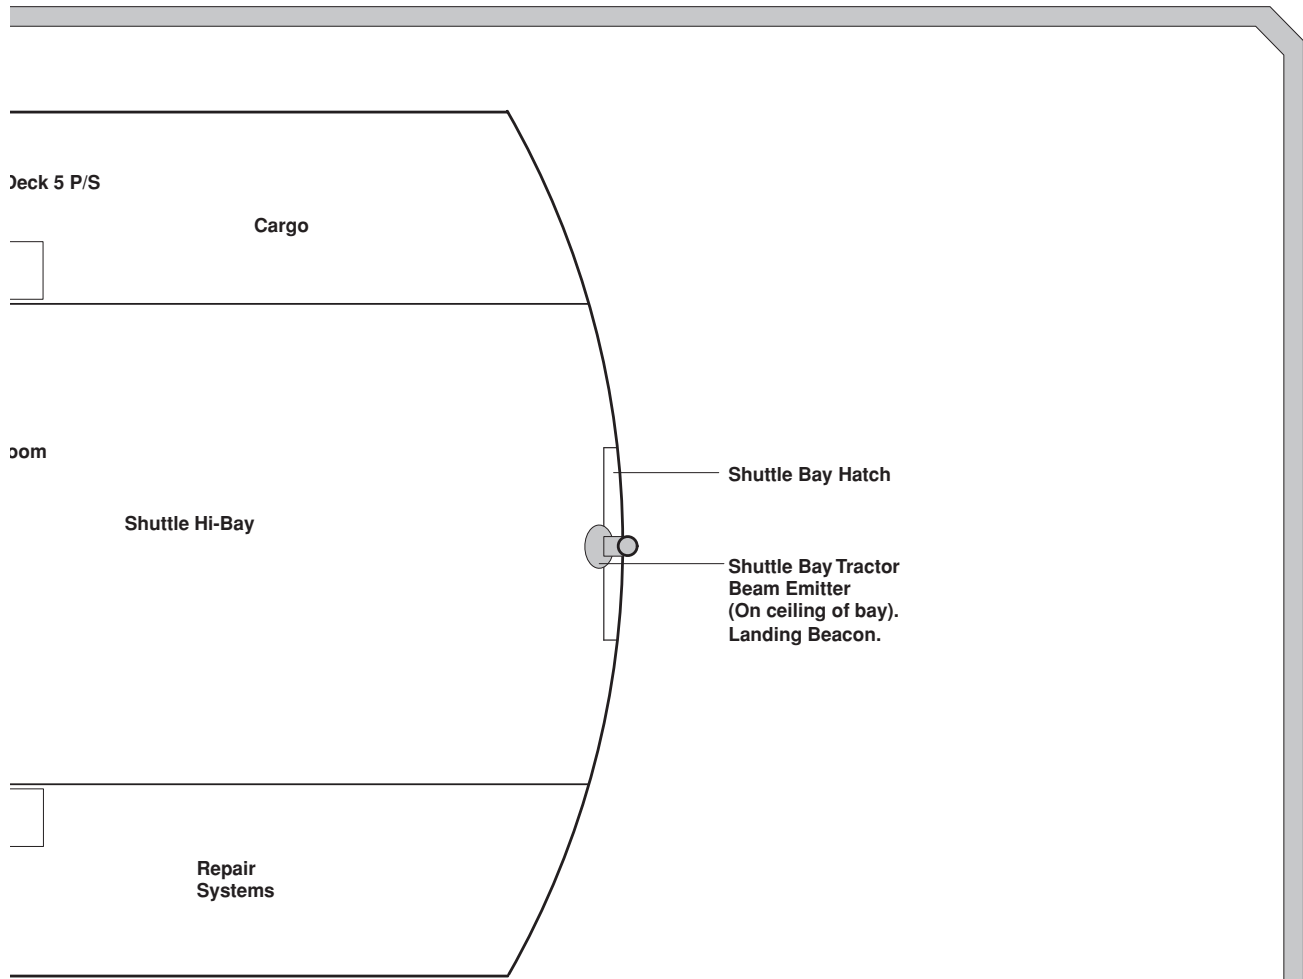 Deck 5 P/S
Cargo
oom
Shuttle Bay Hatch
Shuttle Hi-Bay
Shuttle Bay Tractor
Beam Emitter
(On ceiling of bay).
Landing Beacon.
Repair
Systems